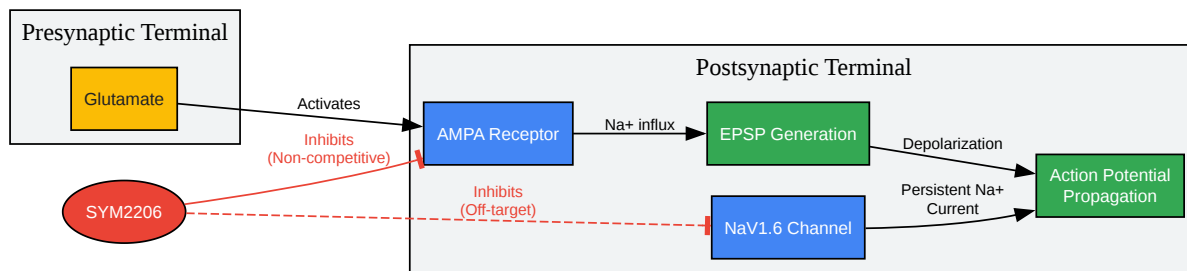 Presynaptic Terminal
Glutamate
Activates
Inhibits
(Non-competitive)
SYM2206
Inhibits
(Off-target)
Postsynaptic Terminal
AMPA Receptor
Na+ influx
EPSP Generation
Depolarization
NaV1.6 Channel
Persistent Na+
Current
Action Potential
Propagation